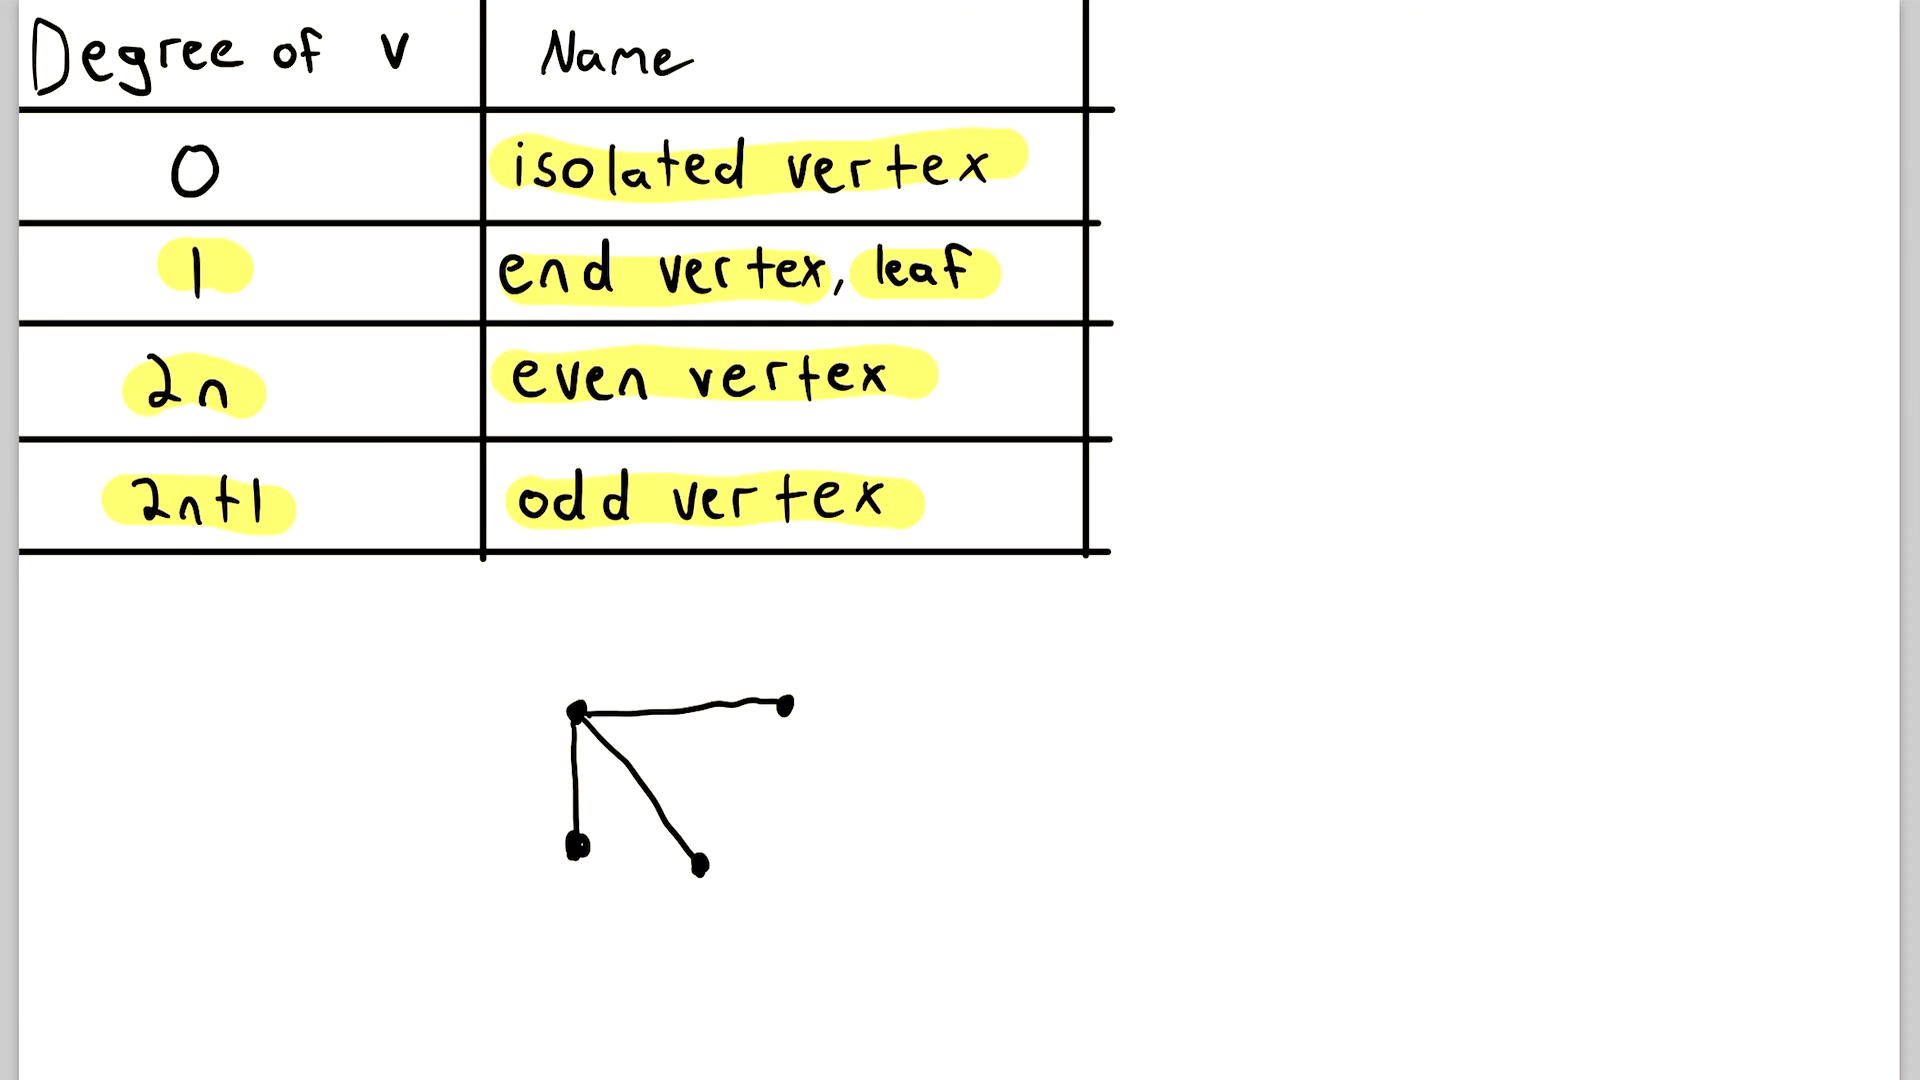 Degree of v Name
0 isolated vertex
1 end vertex, leaf
2n even vertex
2n+1 odd vertex